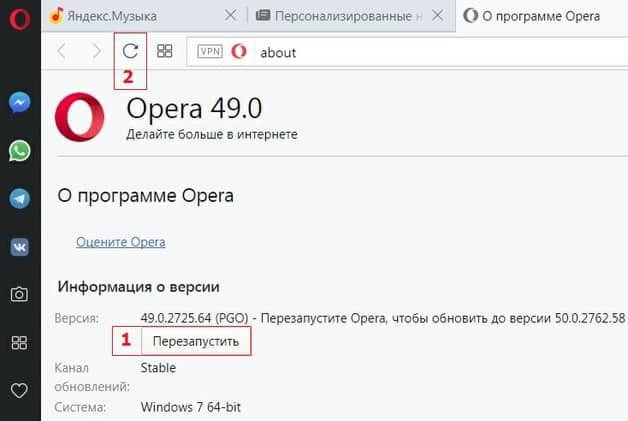 Яндекс.Музыка
Персонализированные н
О программе Opera
2
VPN
about
Opera 49.0
Делайте больше в интернете
О программе Opera
Оцените Opera
Информация о версии
Версия: 49.0.2725.64 (PGO) - Перезапустите Opera, чтобы обновить до версии 50.0.2762.58
1 Перезапустить
Канал обновлений: Stable
Система: Windows 7 64-bit